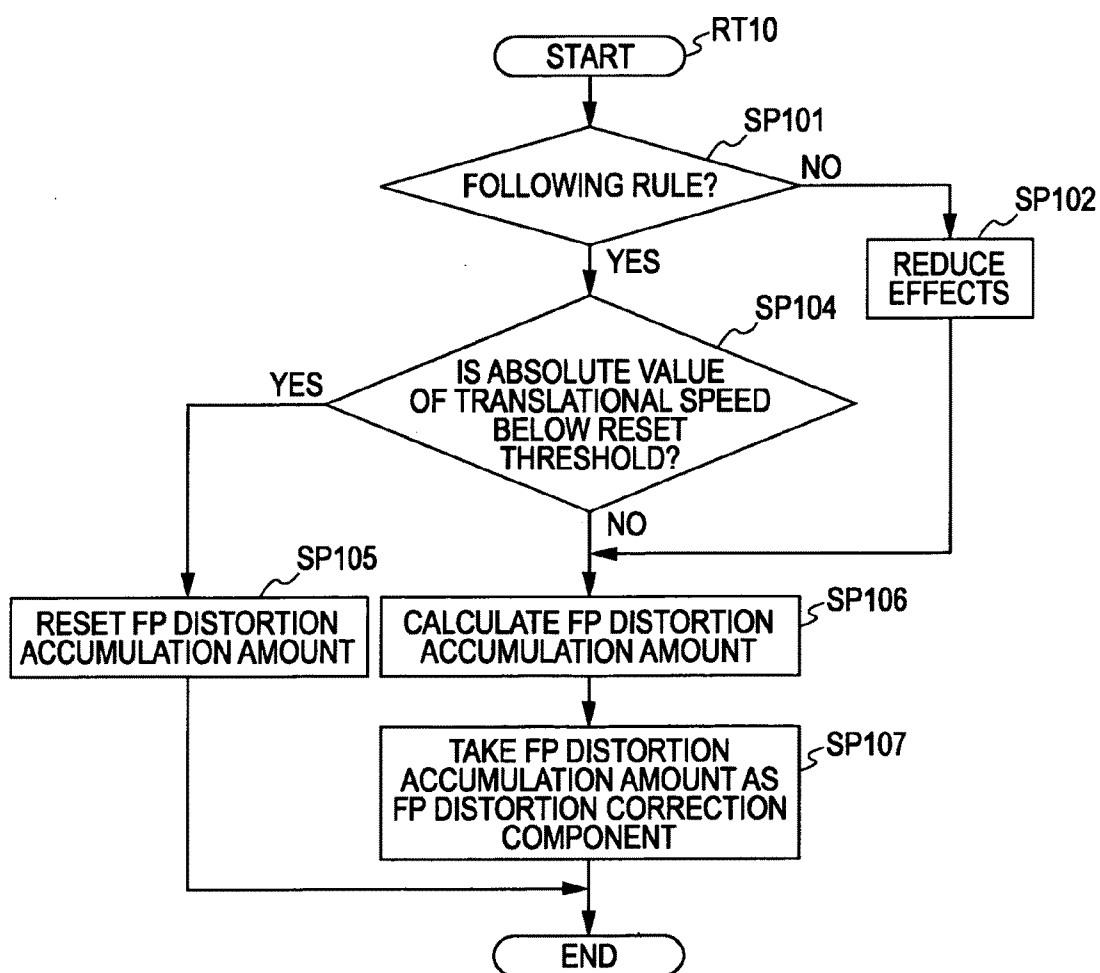 RT10
START
SP101
FOLLOWING RULE?
NO
SP102
REDUCE
EFFECTS
YES
SP104
IS ABSOLUTE VALUE
OF TRANSLATIONAL SPEED
BELOW RESET
THRESHOLD?
YES
NO
SP105
RESET FP DISTORTION
ACCUMULATION AMOUNT
SP106
CALCULATE FP DISTORTION
ACCUMULATION AMOUNT
SP107
TAKE FP DISTORTION
ACCUMULATION AMOUNT AS
FP DISTORTION CORRECTION
COMPONENT
END